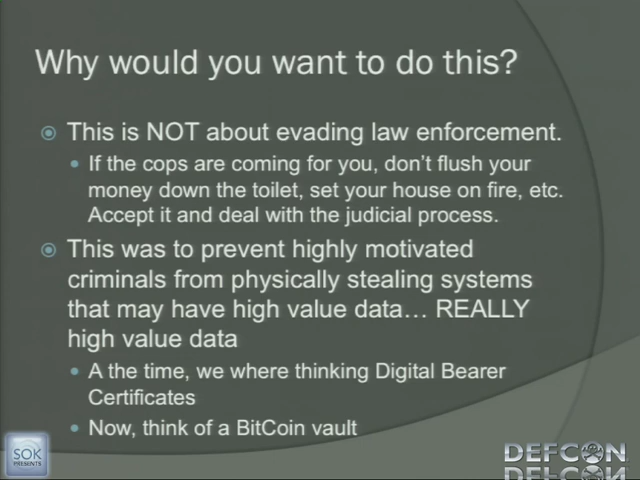 Why would you want to do this?
This is NOT about evading law enforcement.
If the cops are coming for you, don't flush your
money down the toilet, set your house on fire, etc.
Accept it and deal with the judicial process.
This was to prevent highly motivated
criminals from physically stealing systems
that may have high value data… REALLY
high value data
A the time, we where thinking Digital Bearer
Certificates
Now, think of a BitCoin vault
SOK
PRESENTS
DEFCON